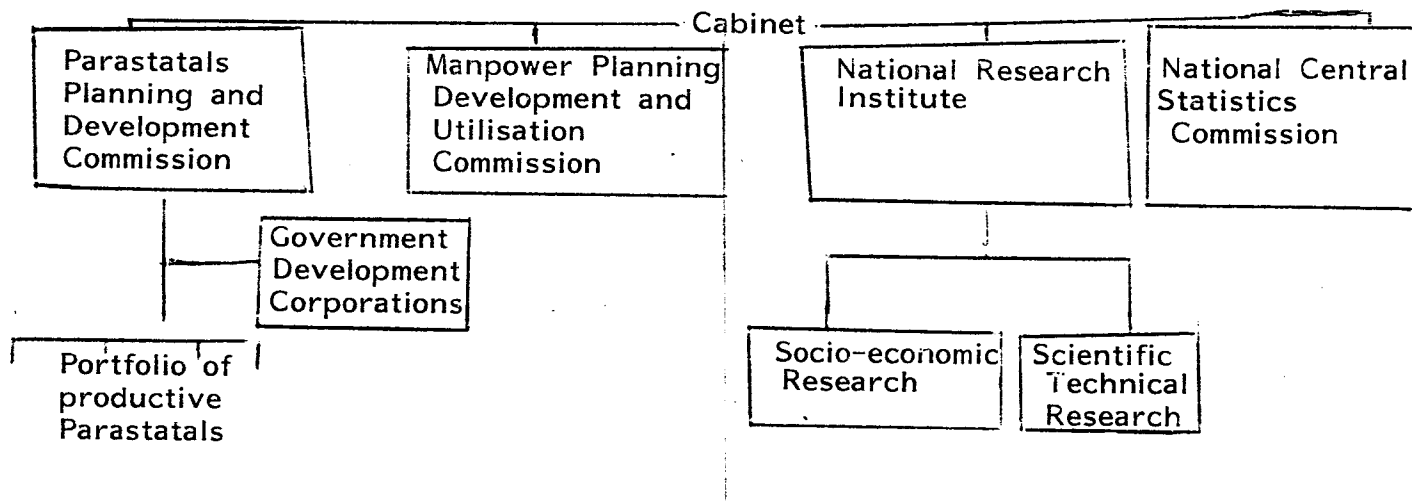 Cabinet
Parastatals
Planning and
Development
Commission
Manpower Planning
Development and
Utilisation
Commission
National Research
Institute
National Central
Statistics
Commission
Government
Development
Corporations
Portfolio of
productive
Parastatals
Socio-economic
Research
Scientific
Technical
Research